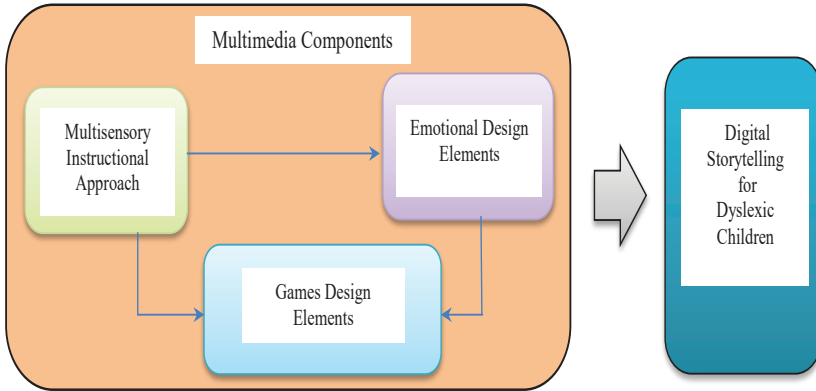 Multimedia Components
Multisensory
Instructional
Approach
Emotional Design
Elements
Games Design
Elements
Digital
Storytelling
for
Dyslexic
Children